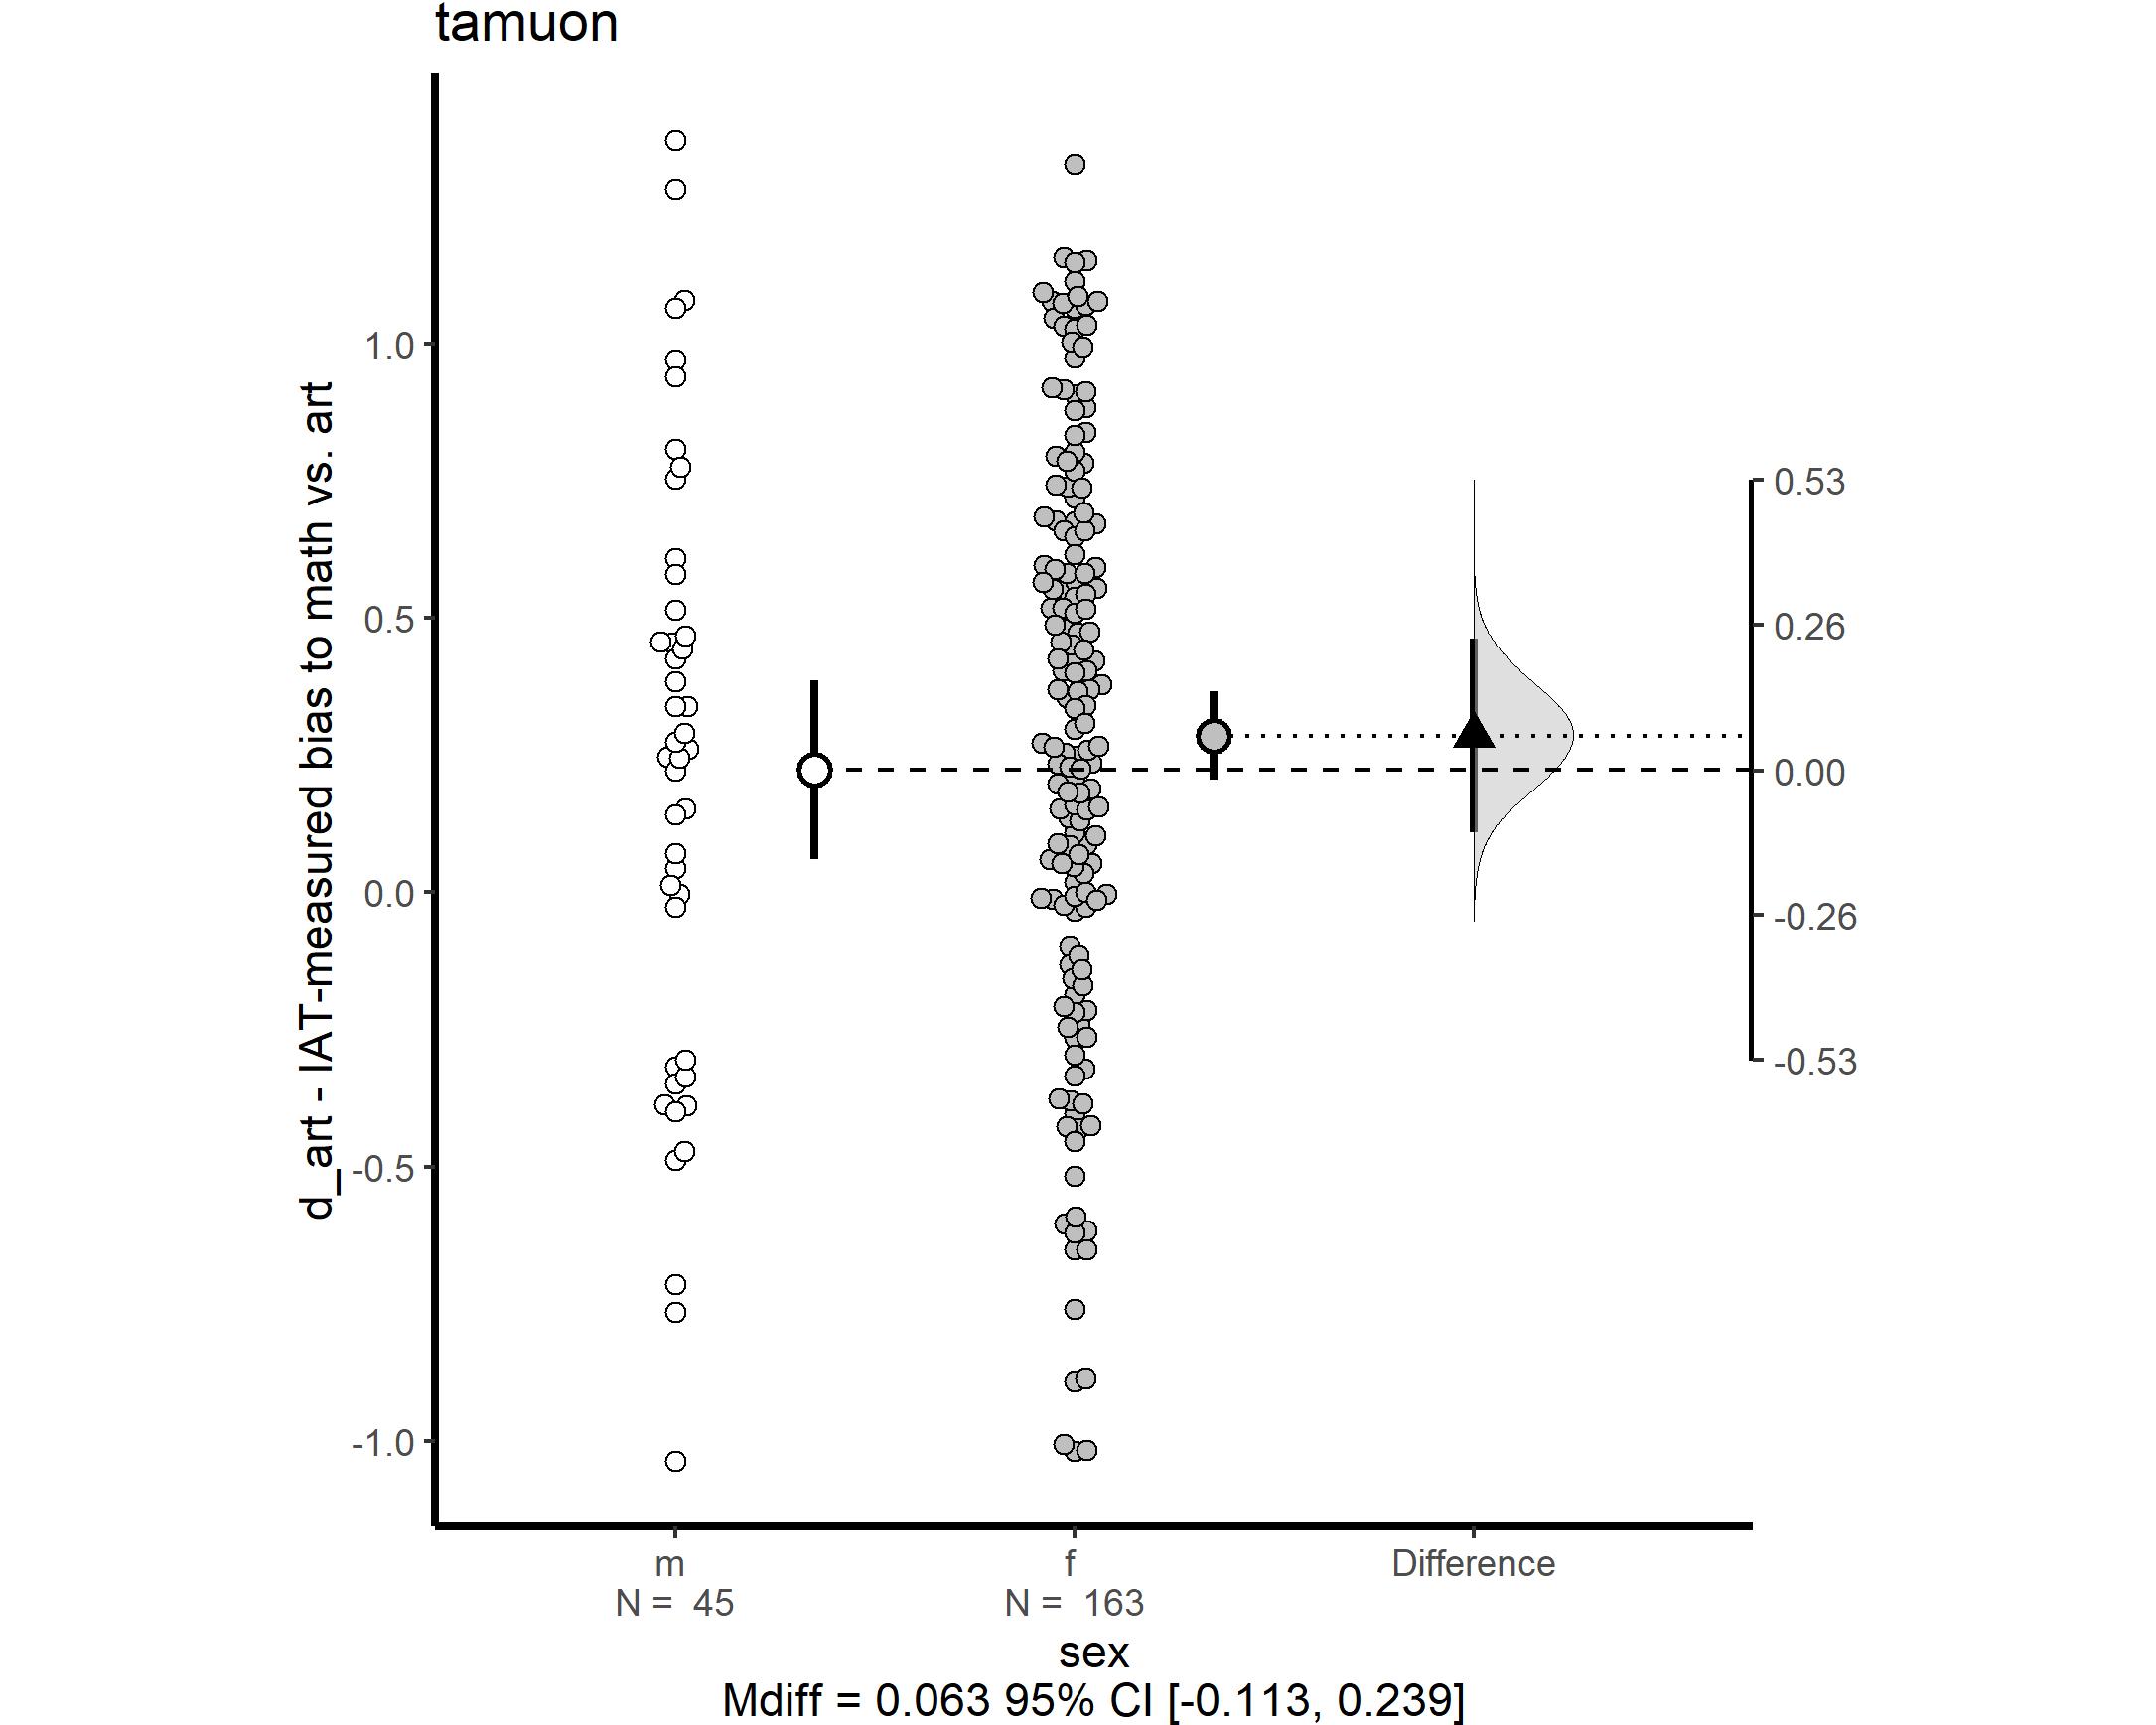 tamuon
d_art - IAT-measured bias to math vs. art
1.0
0.5
0.0
-0.5
-1.0
0.53
0.26
0.00
-0.26
-0.53
m
N = 45
f
N = 163
Difference
sex
Mdiff = 0.063 95% CI [-0.113, 0.239]